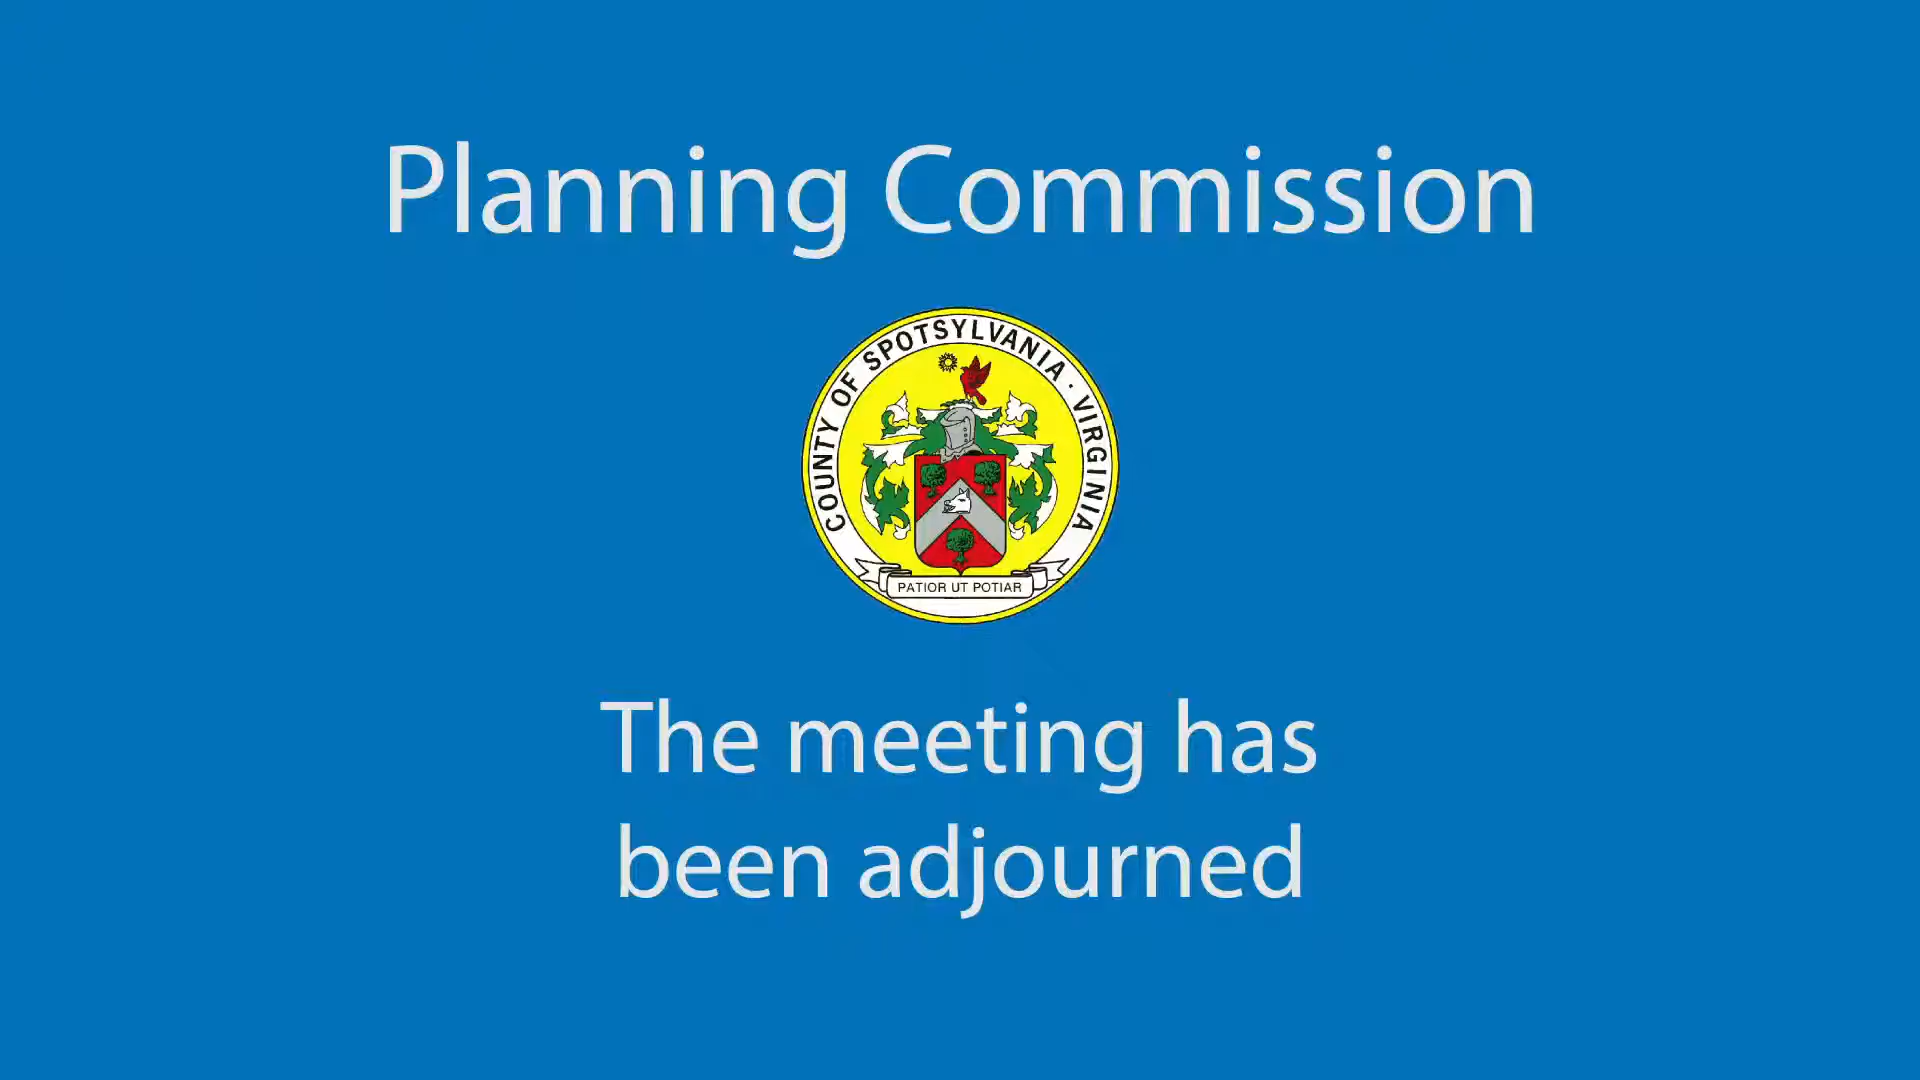 Planning Commission
COUNTY OF SPOTSYLVANIA · VIRGINIA
PATIOR UT POTIAR
The meeting has
been adjourned